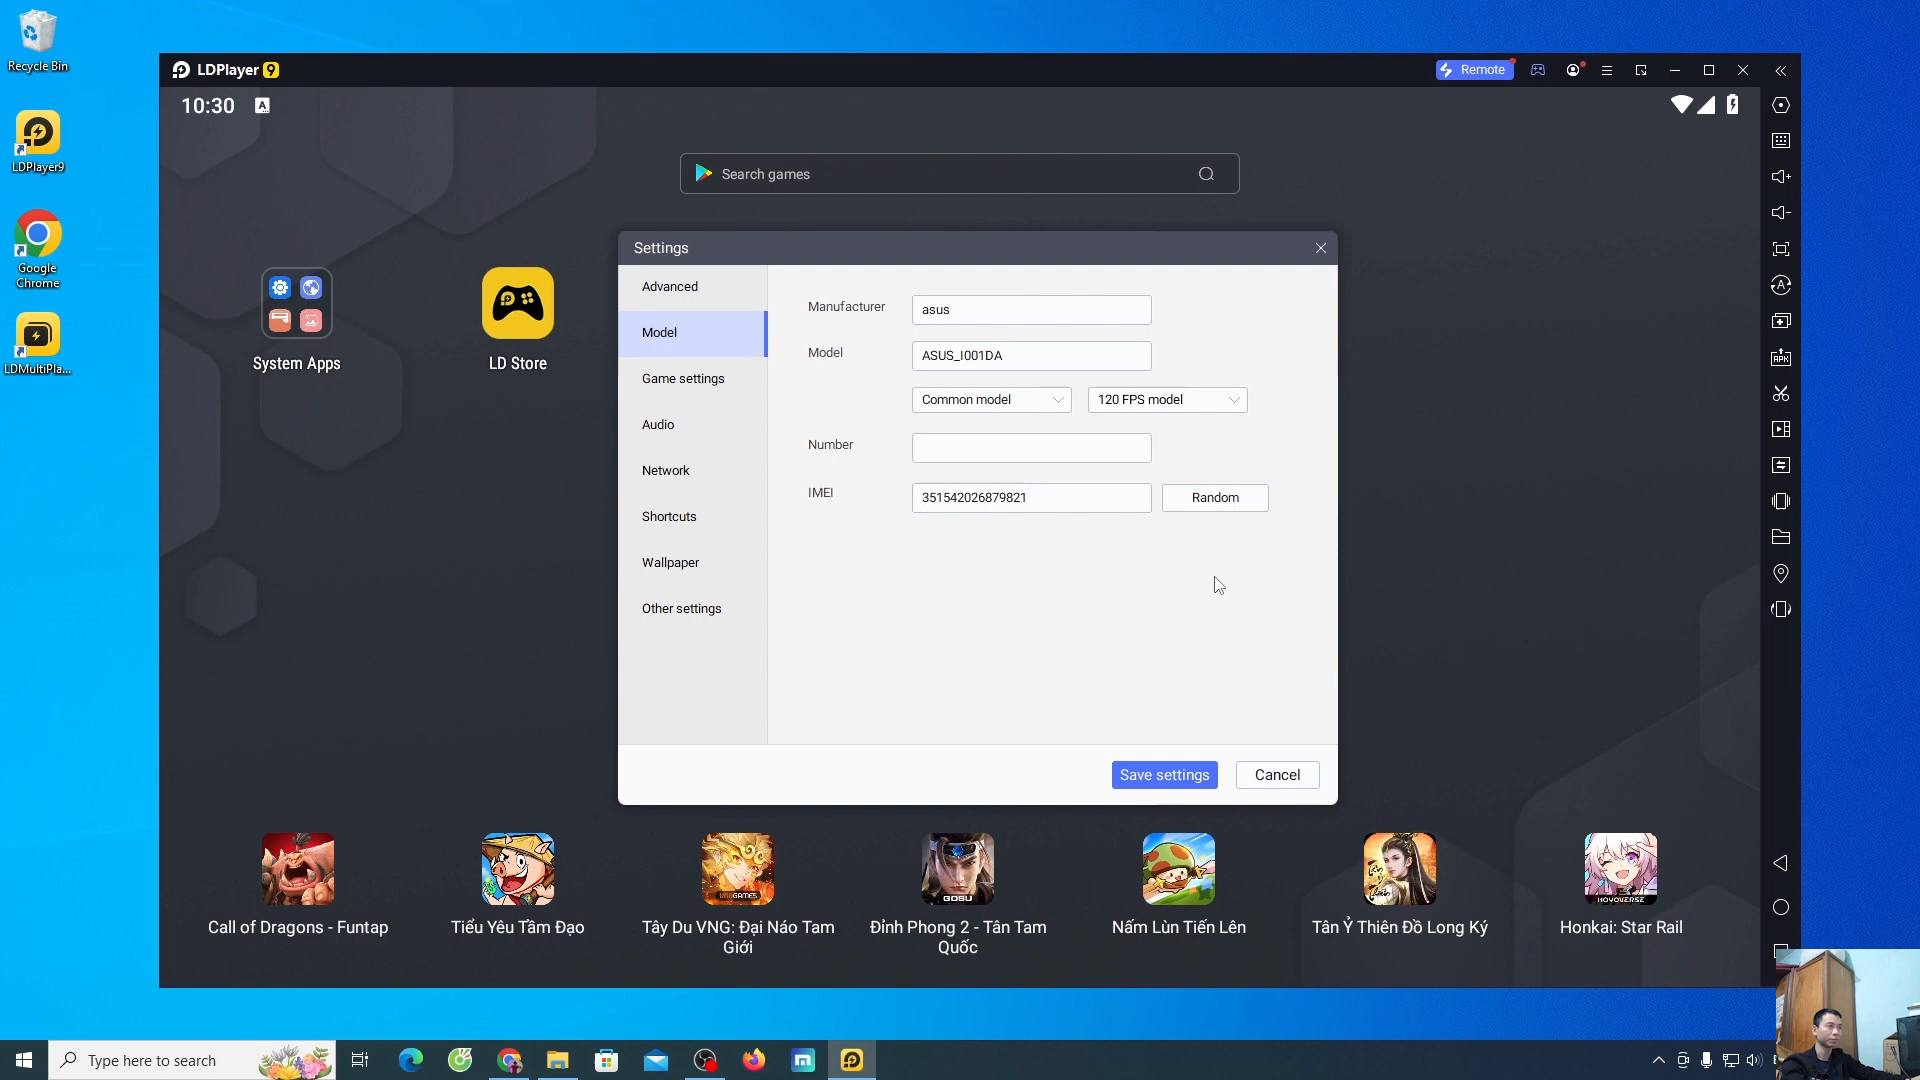 Recycle Bin
LDPlayer9
Google
Chrome
LDMultiPla...
LDPlayer 9
Remote
10:30
A
Search games
System Apps
LD Store
Settings
Advanced
Model
Game settings
Audio
Network
Shortcuts
Wallpaper
Other settings
Manufacturer
asus
Model
ASUS_I001DA
Common model
120 FPS model
Number
IMEI
351542026879821
Random
Save settings
Cancel
VNGGAMES
GOSU
HOYOVERSE
Call of Dragons - Funtap
Tiểu Yêu Tầm Đạo
Tây Du VNG: Đại Náo Tam
Giới
Đỉnh Phong 2 - Tân Tam
Quốc
Nấm Lùn Tiến Lên
Tân Ỷ Thiên Đồ Long Ký
Honkai: Star Rail
Type here to search